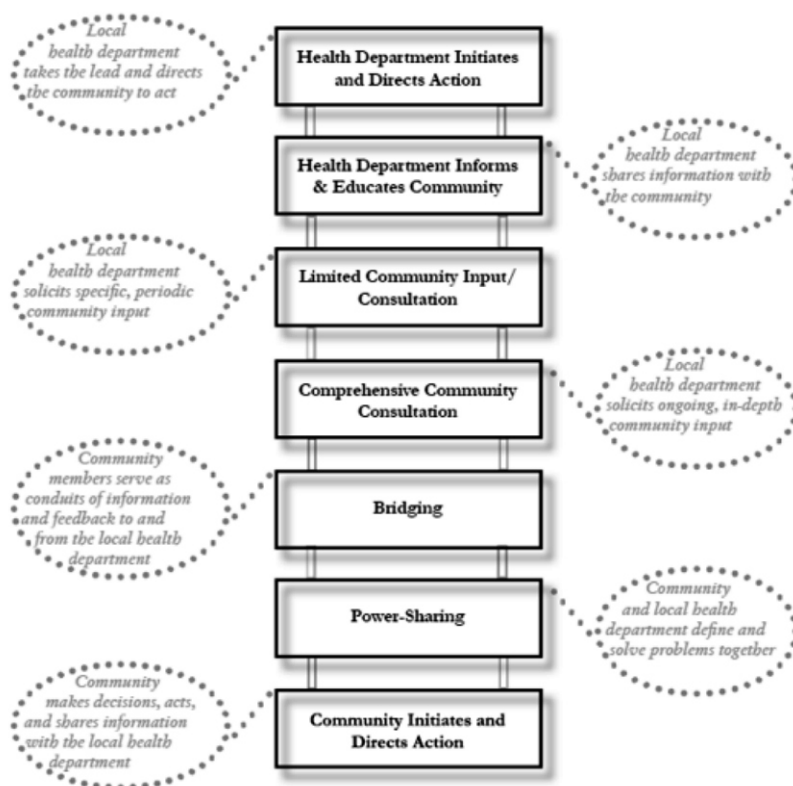 Local
health department
takes the lead and directs
the community to act
Health Department Initiates
and Directs Action
Health Department Informs
& Educates Community
Local
health department
shares information with
the community
Local
health department
solicits specific, periodic
community input
Limited Community Input/
Consultation
Comprehensive Community
Consultation
Local
health department
solicits ongoing, in-depth
community input
Community
members serve as
conduits of information
and feedback to and
from the local health
department
Bridging
Power-Sharing
Community
and local health
department define and
solve problems together
Community
makes decisions, acts,
and shares information
with the local health
department
Community Initiates and
Directs Action